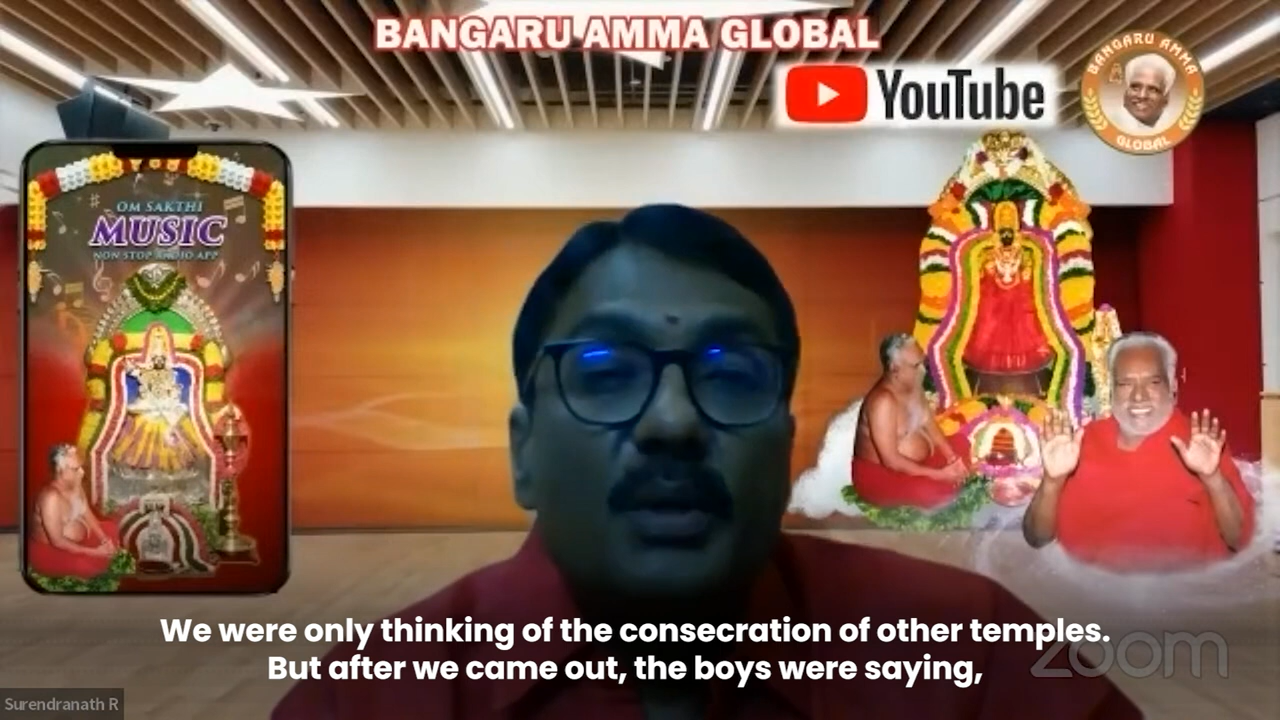 BANGARU AMMA GLOBAL
YouTube
BANGARU AMMA
GLOBAL
OM SAKTHI
MUSIC
NON STOP RADIO APP
We were only thinking of the consecration of other temples.
But after we came out, the boys were saying,
zoom
Surendranath R